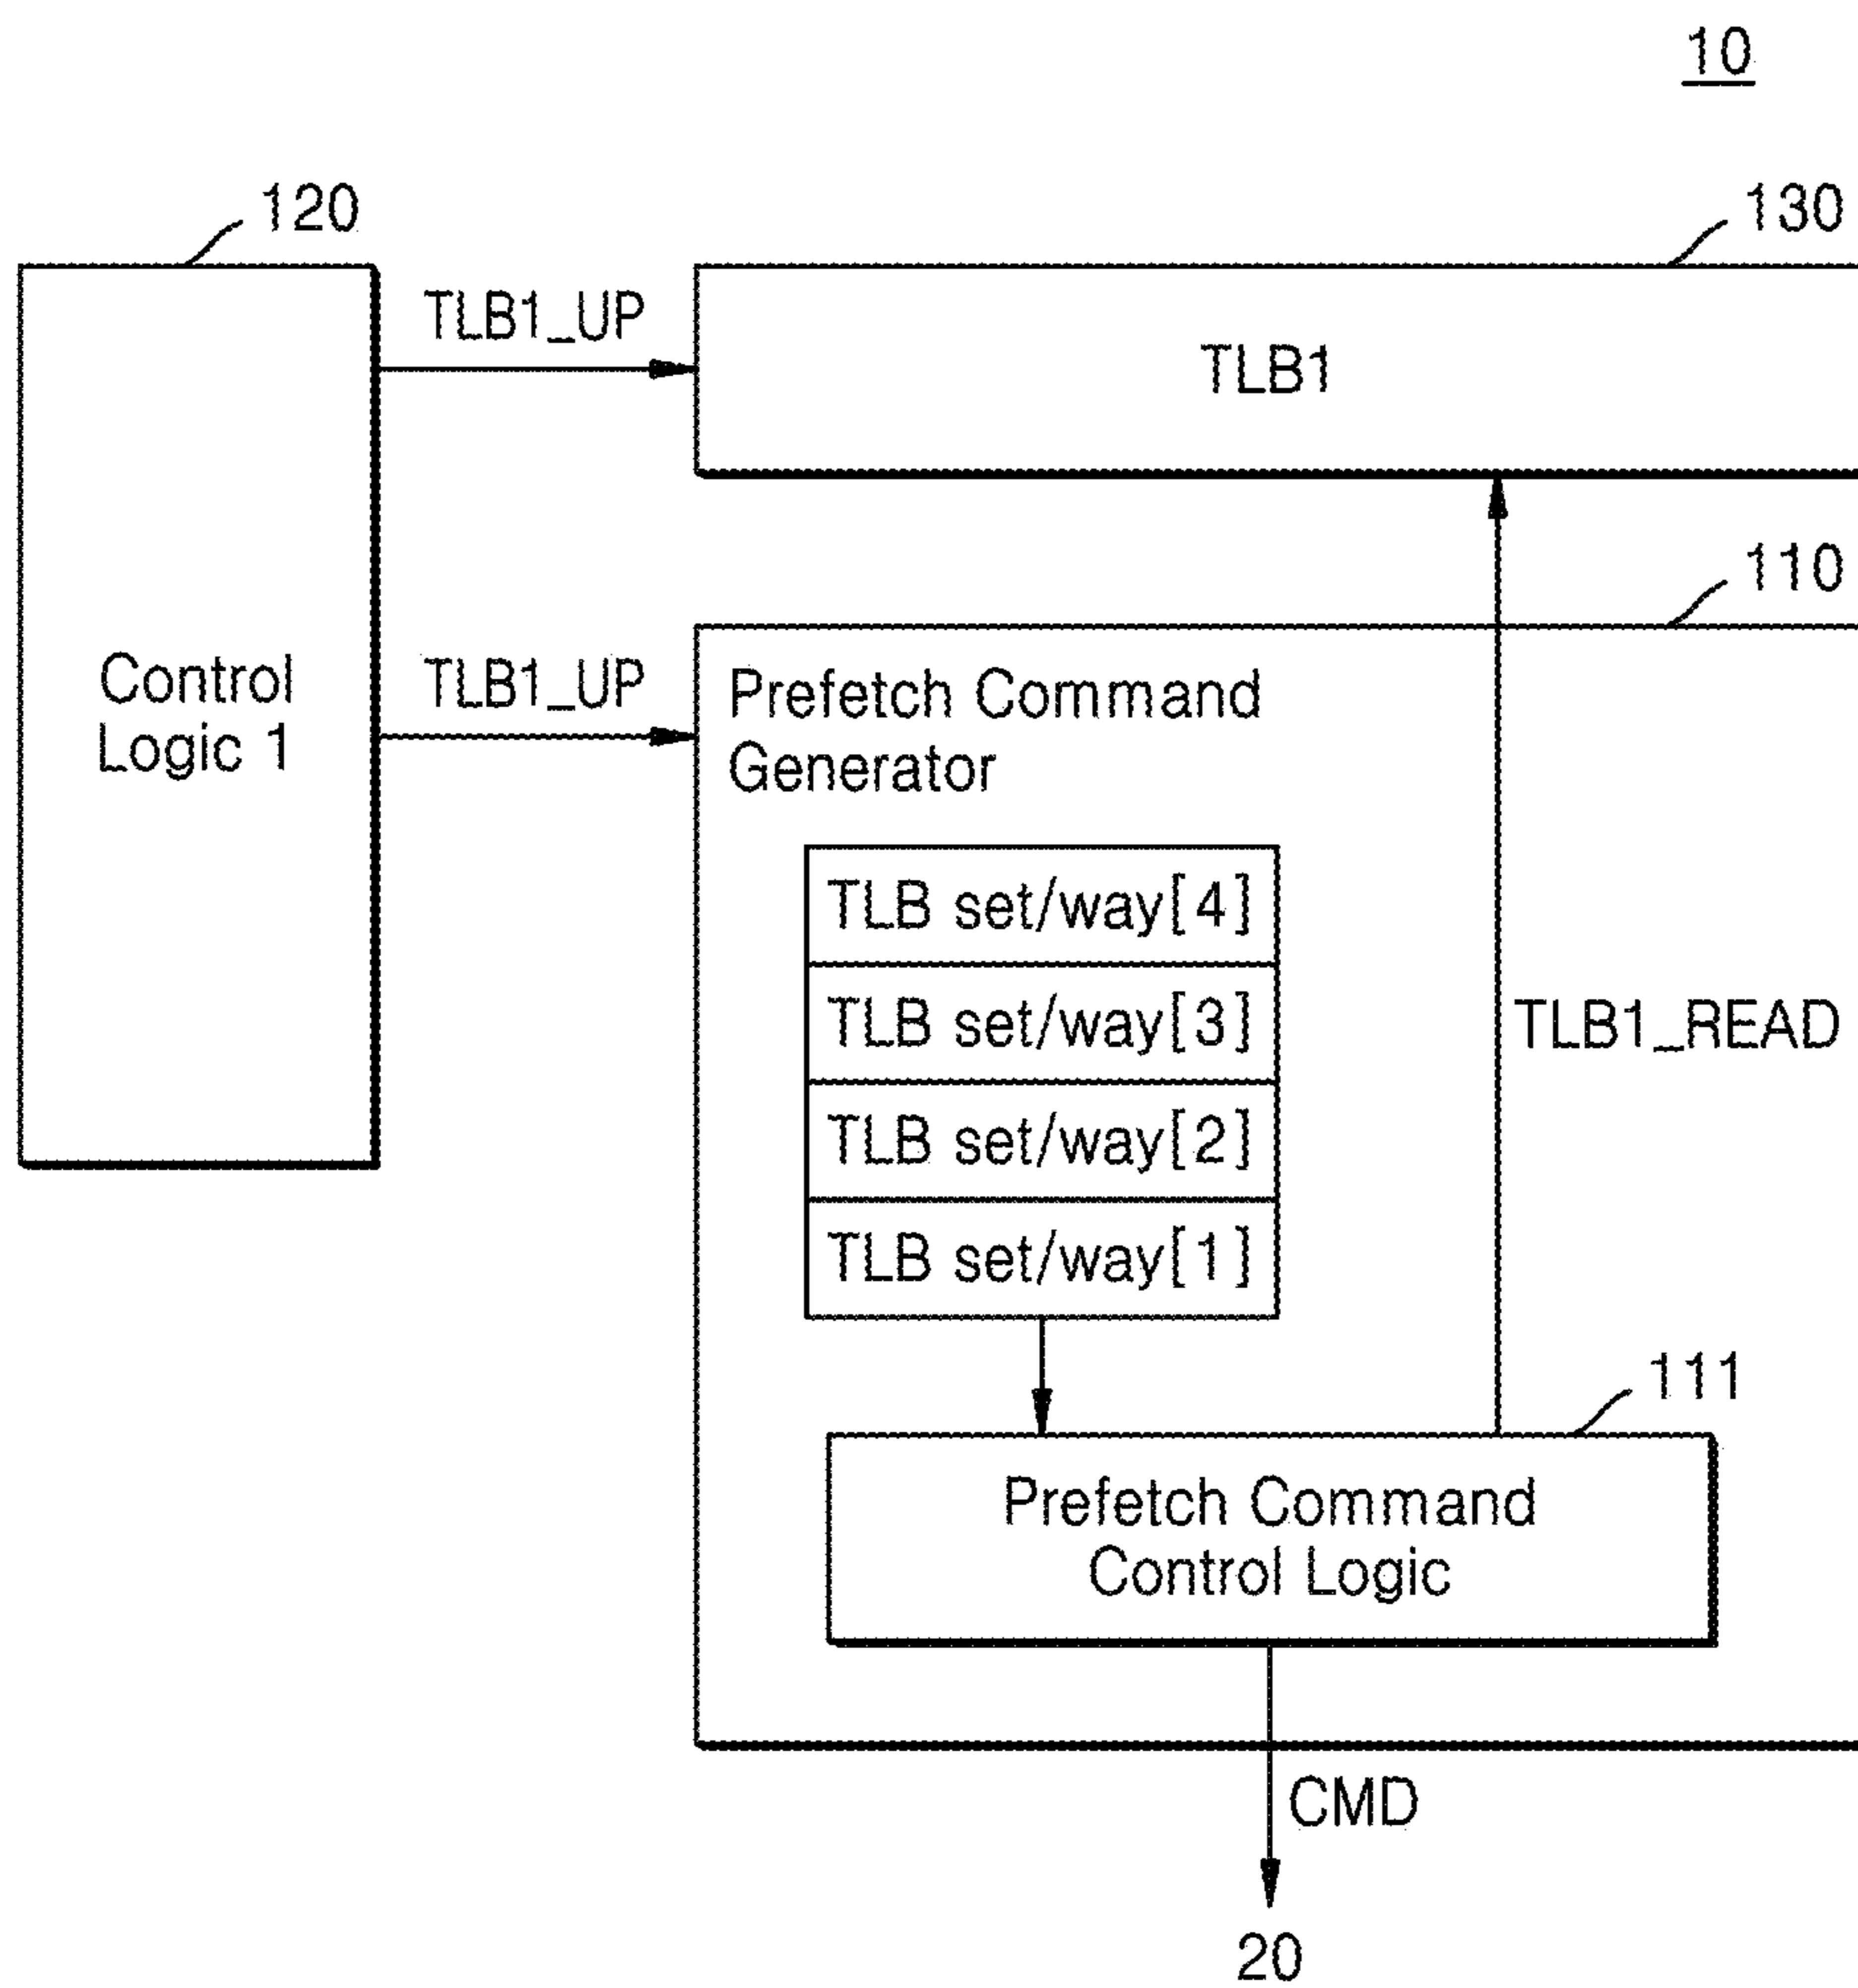 10
120
130
TLB1_UP
TLB1
110
Control
Logic 1
TLB1_UP
Prefetch Command
Generator
TLB set/way[4]
TLB set/way[3]
TLB set/way[2]
TLB set/way[1]
TLB1_READ
111
Prefetch Command
Control Logic
CMD
20